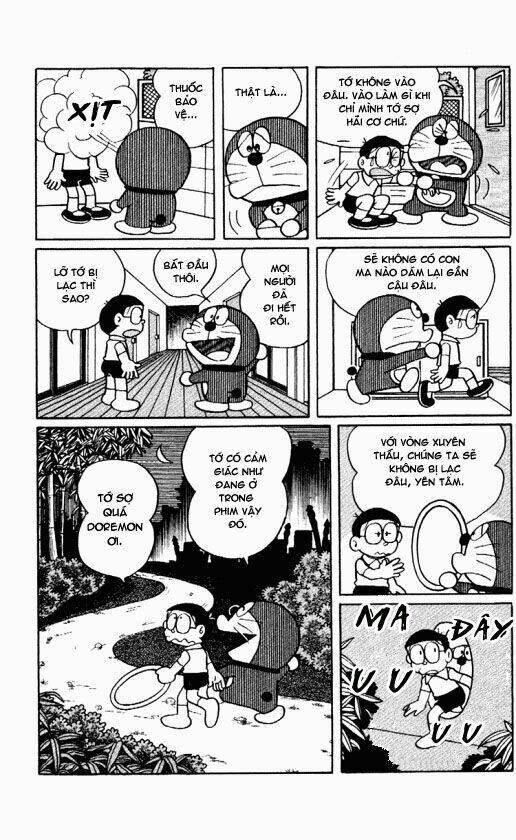 TỚ KHÔNG VÀO
ĐÂU. VÀO LÀM GÌ KHI
CHỈ MÌNH TỚ SỢ
HÃI CƠ CHỨ.
THẬT LÀ...
THUỐC
BẢO
VỆ...
XỊT
SẼ KHÔNG CÓ CON
MA NÀO DÁM LẠI GẦN
CẬU ĐÂU.
MỌI
NGƯỜI
ĐÃ
ĐI HẾT
RỒI.
BẮT ĐẦU
THÔI.
LỠ TỚ BỊ
LẠC THÌ
SAO?
VỚI VÒNG XUYÊN
THẤU, CHÚNG TA SẼ
KHÔNG BỊ LẠC
ĐÂU, YÊN TÂM.
MA ĐÂY
U U
U U
TỚ CÓ CẢM
GIÁC NHƯ
ĐANG Ở
TRONG
PHIM VẬY
ĐÓ.
TỚ SỢ
QUÁ
DOREMON
ƠI.